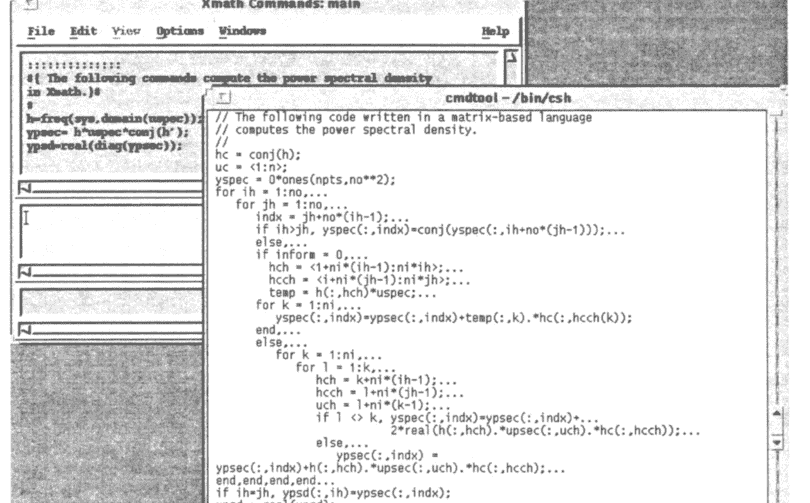 Xmath Commands: main
File Edit View Options Windows Help
::::::::::::::
#{ The following commands compute the power spectral density
in Xmath.}#
#
h=freq(sys,domain(uspec));
ypsec= h*uspec*conj(h');
ypsd=real(diag(ypsec));
cmdtool - /bin/csh
// The following code written in a matrix-based language
// computes the power spectral density.
//
hc = conj(h);
uc = <1:n>;
yspec = 0*ones(npts,no**2);
for ih = 1:no,...
for jh = 1:no,...
indx = jh+no*(ih-1);...
if ih>jh, yspec(:,indx)=conj(yspec(:,ih+no*(jh-1)));...
else,...
if inform = 0,...
hch = <1+ni*(ih-1):ni*ih>;...
hcch = <i+ni*(jh-1):ni*jh>;...
temp = h(:,hch)*uspec;...
for k = 1:ni,...
yspec(:,indx)=ypsec(:,indx)+temp(:,k).*hc(:,hcch(k));
end,...
else,...
for k = 1:ni,...
for l = 1:k,...
hch = k+ni*(ih-1);...
hcch = l+ni*(jh-1);...
uch = l+ni*(k-1);...
if l <> k, yspec(:,indx)=ypsec(:,indx)+...
2*real(h(:,hch).*upsec(:,uch).*hc(:,hcch));...
else,...
ypsec(:,indx) =
ypsec(:,indx)+h(:,hch).*upsec(:,uch).*hc(:,hcch);...
end,end,end,end...
if ih=jh, ypsd(:,ih)=ypsec(:,indx);